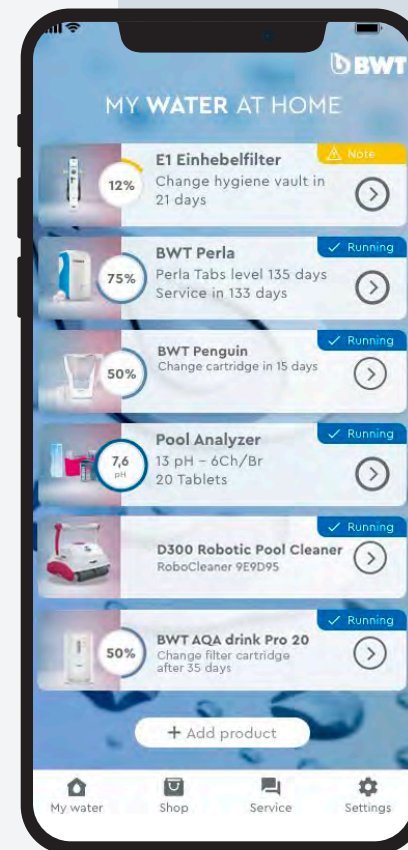 BWT
MY WATER AT HOME
Note
E1 Einhebelfilter
12%
Change hygiene vault in
21 days
Running
BWT Perla
75%
Perla Tabs level 135 days
Service in 133 days
Running
BWT Penguin
50%
Change cartridge in 15 days
Running
Pool Analyzer
7,6
pH
13 pH – 6Ch/Br
20 Tablets
Running
D300 Robotic Pool Cleaner
RoboCleaner 9E9D95
Running
BWT AQA drink Pro 20
50%
Change filter cartridge
after 35 days
+ Add product
My water
Shop
Service
Settings